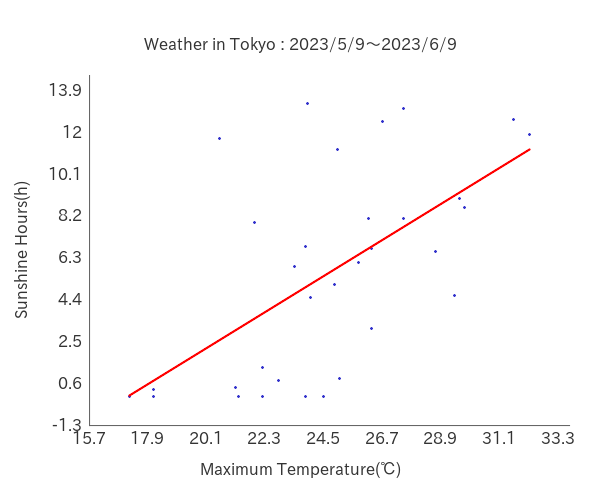 Weather in Tokyo : 2023/5/9～2023/6/9
13.9
12
10.1
8.2
6.3
4.4
2.5
0.6
-1.3
Sunshine Hours(h)
15.7 17.9 20.1 22.3 24.5 26.7 28.9 31.1 33.3
Maximum Temperature(℃)